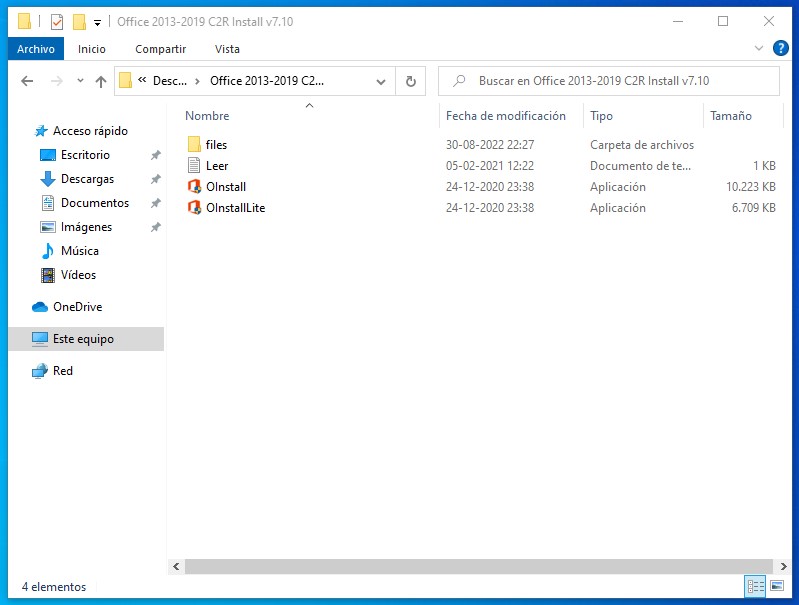 Office 2013-2019 C2R Install v7.10
Archivo Inicio Compartir Vista ?
« Desc... › Office 2013-2019 C2... Buscar en Office 2013-2019 C2R Install v7.10
Nombre Fecha de modificación Tipo Tamaño
Acceso rápido
Escritorio
Descargas
Documentos
Imágenes
Música
Vídeos
OneDrive
Este equipo
Red
files 30-08-2022 22:27 Carpeta de archivos
Leer 05-02-2021 12:22 Documento de te... 1 KB
OInstall 24-12-2020 23:38 Aplicación 10.223 KB
OInstallLite 24-12-2020 23:38 Aplicación 6.709 KB
4 elementos